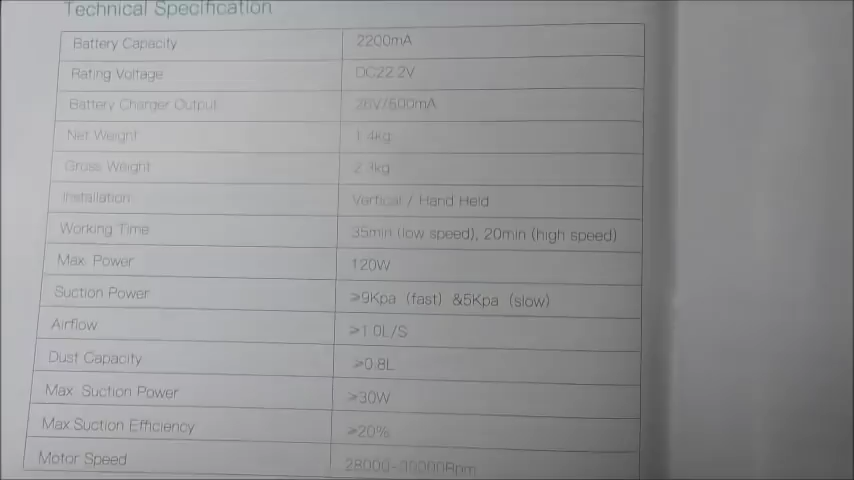 Technical Specification
Battery Capacity 2200mA
Rating Voltage DC22.2V
Battery Charger Output 26V/500mA
Net Weight 1.4kg
Gross Weight 2.3kg
Installation Vertical / Hand Held
Working Time 35min (low speed), 20min (high speed)
Max. Power 120W
Suction Power ≥9Kpa (fast) &5Kpa (slow)
Airflow ≥1.0L/S
Dust Capacity ≥0.8L
Max Suction Power ≥30W
Max.Suction Efficiency ≥20%
Motor Speed